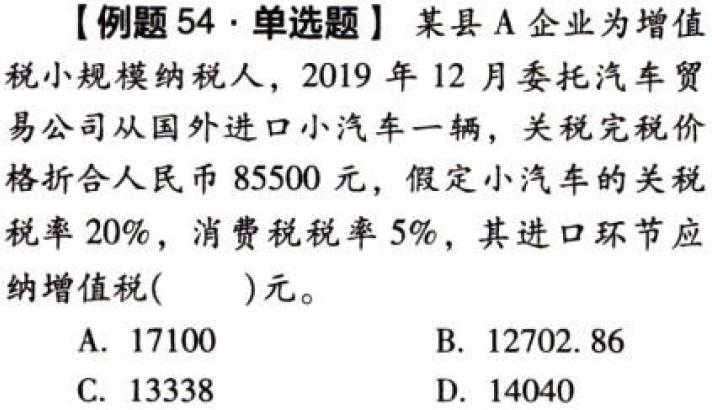 【例题 54·单选题】 某县 A 企业为增值
税小规模纳税人，2019 年 12 月委托汽车贸
易公司从国外进口小汽车一辆，关税完税价
格折合人民币 85500 元，假定小汽车的关税
税率 20%，消费税税率 5%，其进口环节应
纳增值税(  )元。
A. 17100 B. 12702.86
C. 13338 D. 14040